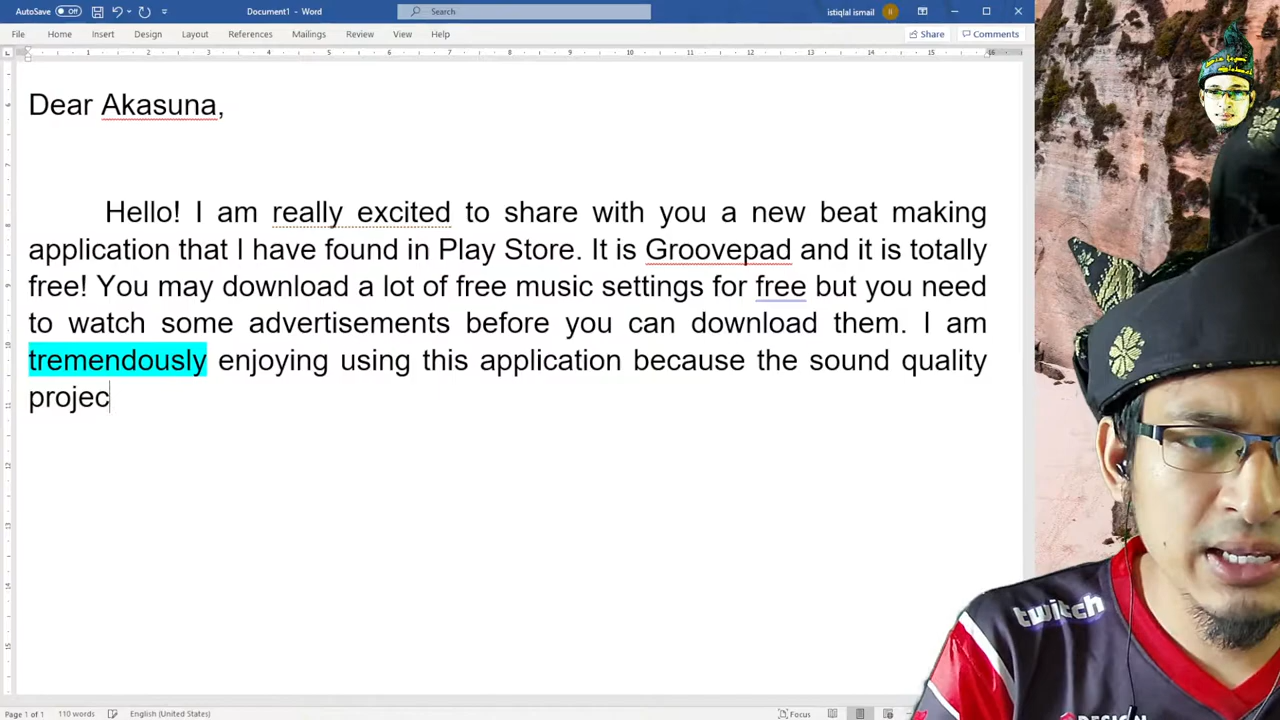 AutoSave Off Document1 - Word Search istiqlal ismail II
File Home Insert Design Layout References Mailings Review View Help Share Comments
Dear Akasuna,
Hello! I am really excited to share with you a new beat making
application that I have found in Play Store. It is Groovepad and it is totally
free! You may download a lot of free music settings for free but you need
to watch some advertisements before you can download them. I am
tremendously enjoying using this application because the sound quality
projec
twitch
Page 1 of 1 110 words English (United States) Focus